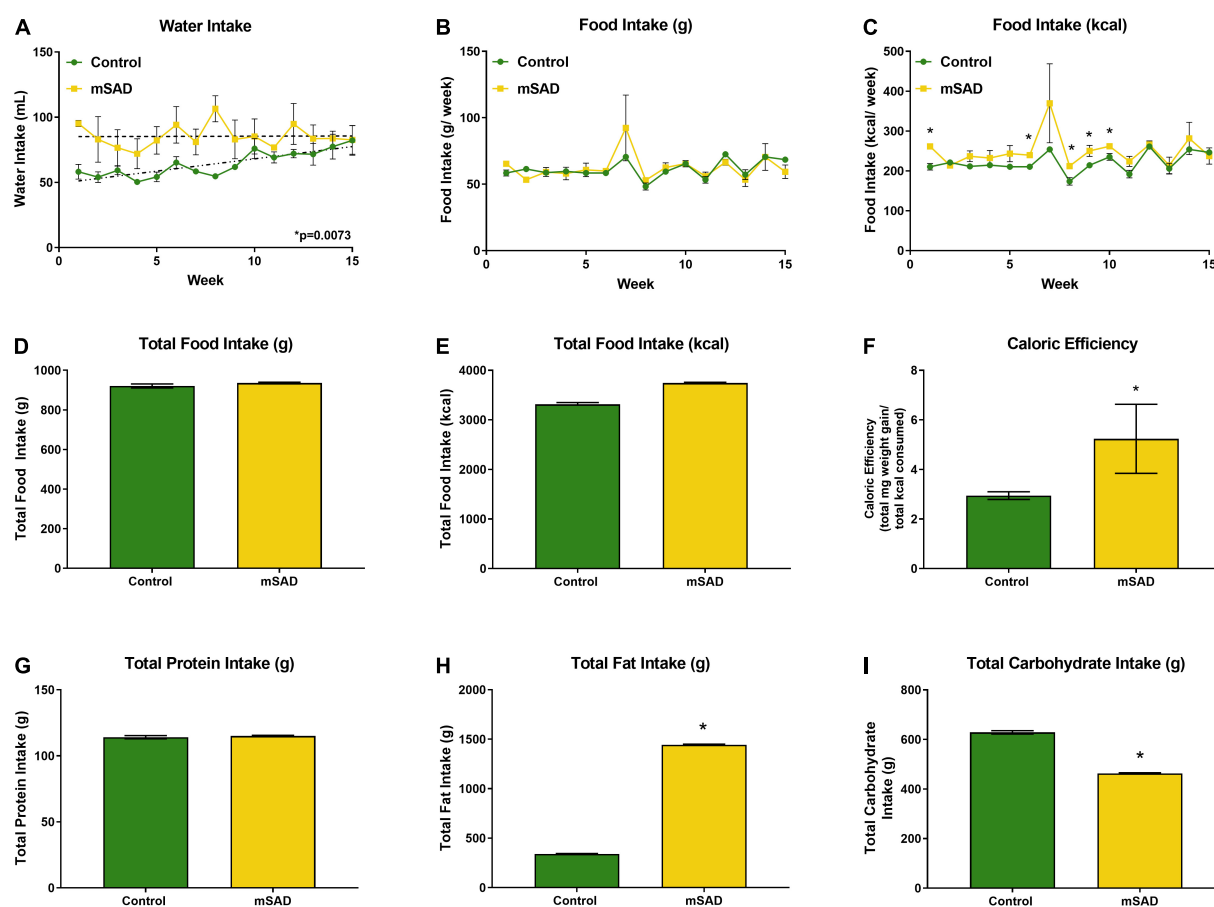 A
Water Intake
150
100
50
0
Water Intake (mL)
Control
mSAD
*p=0.0073
0
5
10
15
Week
B
Food Intake (g)
150
100
50
0
Food Intake (g/ week)
Control
mSAD
0
5
10
15
Week
C
Food Intake (kcal)
500
400
300
200
100
0
Food Intake (kcal/ week)
Control
mSAD
*
*
*
*
*
0
5
10
15
Week
D
Total Food Intake (g)
1000
800
600
400
200
0
Total Food Intake (g)
Control
mSAD
E
Total Food Intake (kcal)
4000
3000
2000
1000
0
Total Food Intake (kcal)
Control
mSAD
F
Caloric Efficiency
8
6
4
2
0
Caloric Efficiency
(total mg weight gain/
total kcal consumed)
*
Control
mSAD
G
Total Protein Intake (g)
150
100
50
0
Total Protein Intake (g)
Control
mSAD
H
Total Fat Intake (g)
2000
1500
1000
500
0
Total Fat Intake (g)
*
Control
mSAD
I
Total Carbohydrate Intake (g)
800
600
400
200
0
Total Carbohydrate
Intake (g)
*
Control
mSAD